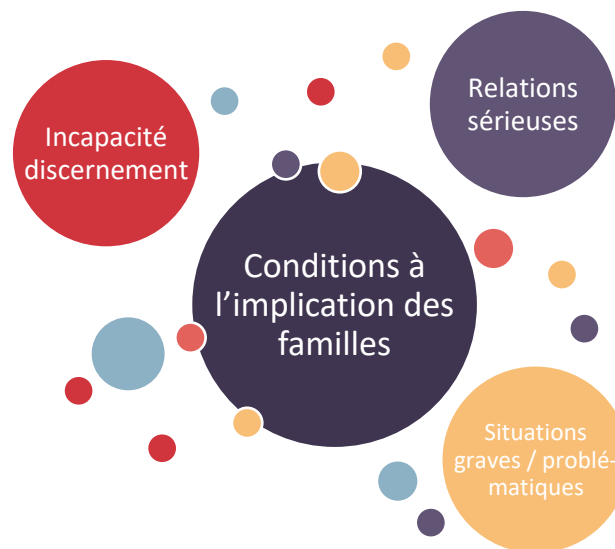 Relations
sérieuses
Incapacité
discernement
Conditions à
l'implication des
familles
Situations
graves / problé-
matiques